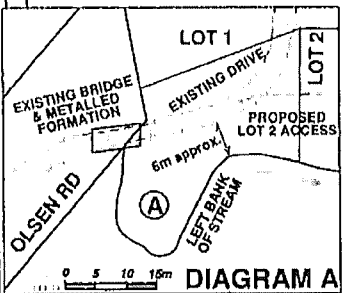 LOT 1
LOT 2
EXISTING BRIDGE
& METALLED
FORMATION
EXISTING DRIVE
PROPOSED
LOT 2 ACCESS
6m approx.
OLSEN RD
A
LEFT BANK
OF STREAM
0 5 10 15m
DIAGRAM A